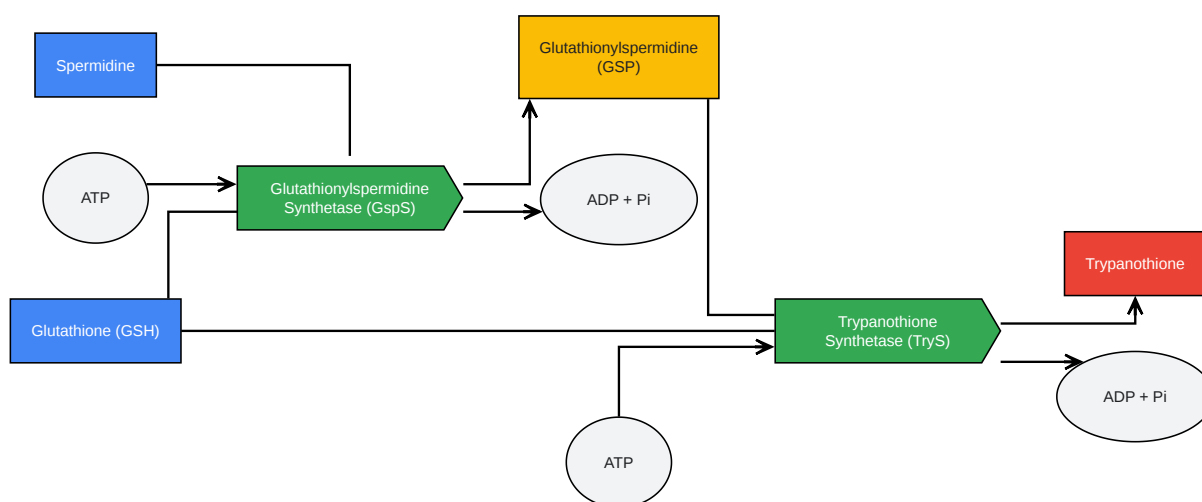 Glutathionylspermidine
(GSP)
Spermidine
ATP
Glutathionylspermidine
Synthetase (GspS)
ADP + Pi
Trypanothione
Glutathione (GSH)
Trypanothione
Synthetase (TryS)
ADP + Pi
ATP